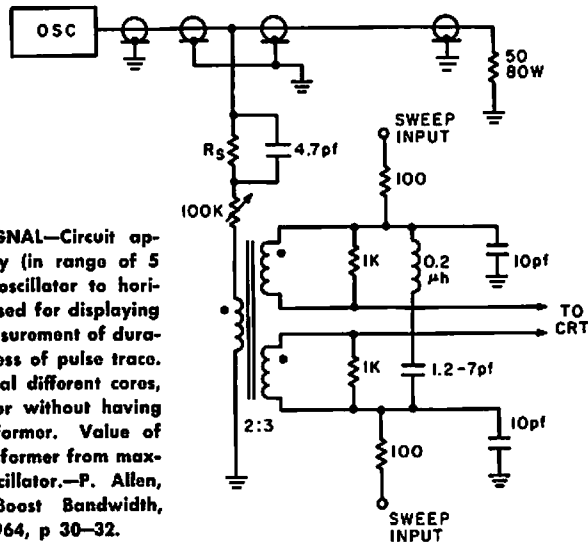 OSC
50
80W
SWEEP
INPUT
RS
4.7pf
100
100K
1K
0.2
μh
10pf
TO
CRT
1K
1.2-7pf
2:3
100
10pf
SWEEP
INPUT
GNAL—Circuit ap-
y (in range of 5
oscillator to hori-
sed for displaying
surement of dura-
ess of pulse trace.
al different cores,
or without having
former. Value of
former from max-
cillator.—P. Allen,
Boost Bandwidth,
964, p 30–32.